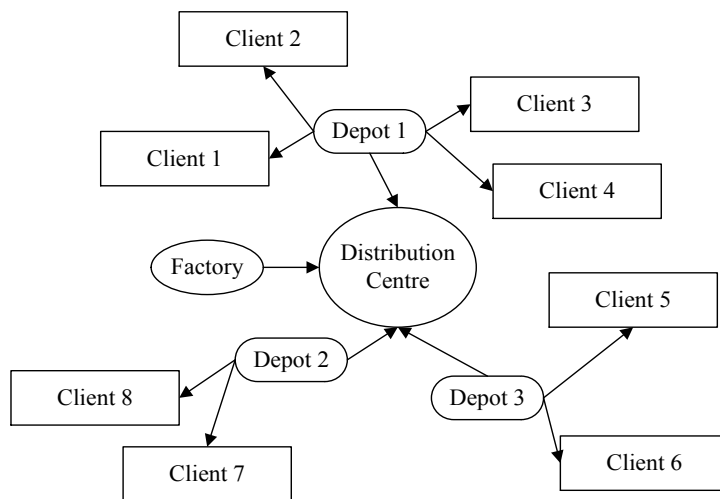 Client 2
Client 3
Depot 1
Client 1
Client 4
Distribution
Centre
Factory
Client 5
Depot 2
Client 8
Depot 3
Client 6
Client 7